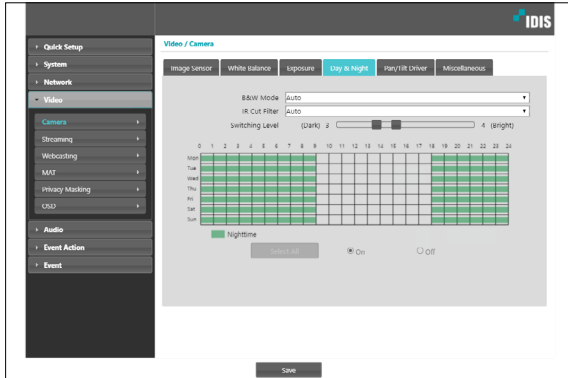 IDIS
Quick Setup
System
Network
Video
Camera
Streaming
Webcasting
MAT
Privacy Masking
OSD
Audio
Event Action
Event
Video / Camera
Image Sensor White Balance Exposure Day & Night Pan/Tilt Driver Miscellaneous
B&W Mode Auto
IR Cut Filter Auto
Switching Level (Dark) 3 4 (Bright)
0 1 2 3 4 5 6 7 8 9 10 11 12 13 14 15 16 17 18 19 20 21 22 23 24
Mon
Tue
Wed
Thu
Fri
Sat
Sun
Nighttime
Select All On Off
Save